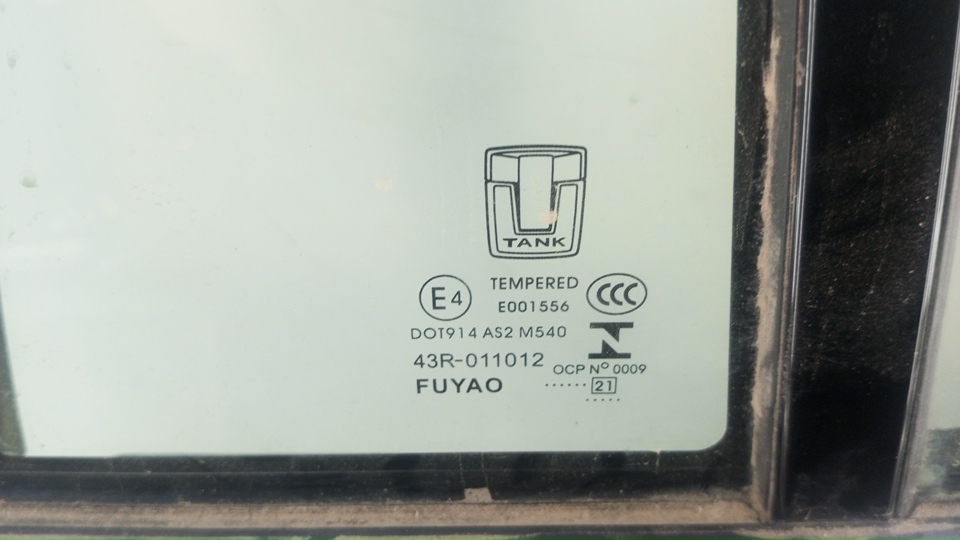 TANK
E4 TEMPERED CCC
E001556
DOT914 AS2 M540
43R-011012
OCP Nº 0009
FUYAO ...... 21
.....